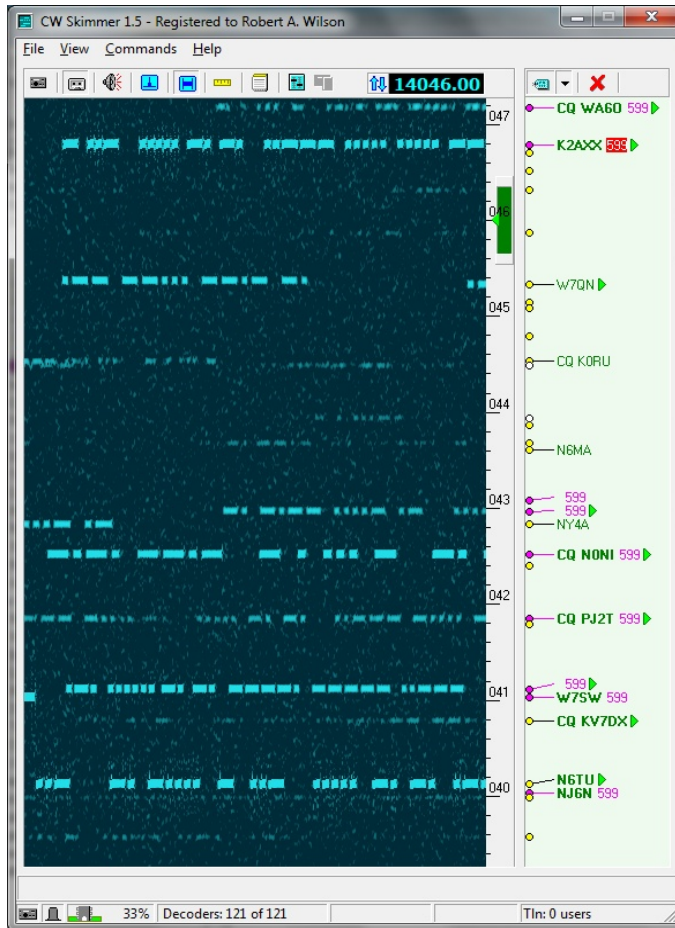 CW Skimmer 1.5 - Registered to Robert A. Wilson
File View Commands Help
14046.00
047
CQ WA6O 599
K2AXX 599
046
W7QN
045
CQ K0RU
044
N6MA
043
599
599
NY4A
CQ N0NI 599
042
CQ PJ2T 599
599
041
W7SW 599
CQ KV7DX
N6TU
040
NJ6N 599
33% Decoders: 121 of 121
Tln: 0 users